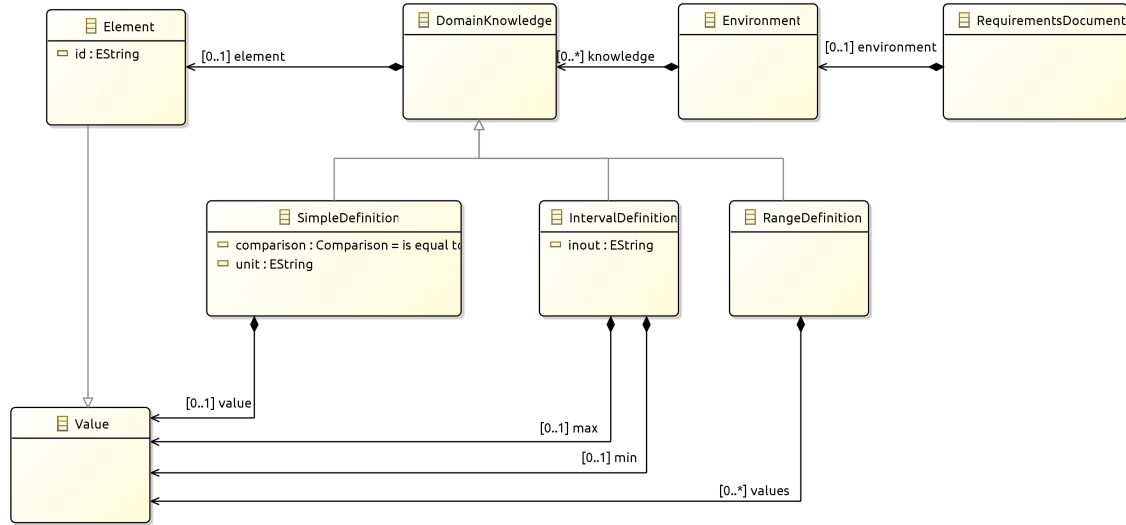 Element
id : EString
DomainKnowledge
Environment
RequirementsDocument
[0..1] element
[0..*] knowledge
[0..1] environment
SimpleDefinition
comparison : Comparison = is equal to
unit : EString
IntervalDefinition
inout : EString
RangeDefinition
[0..1] value
Value
[0..1] max
[0..1] min
[0..*] values